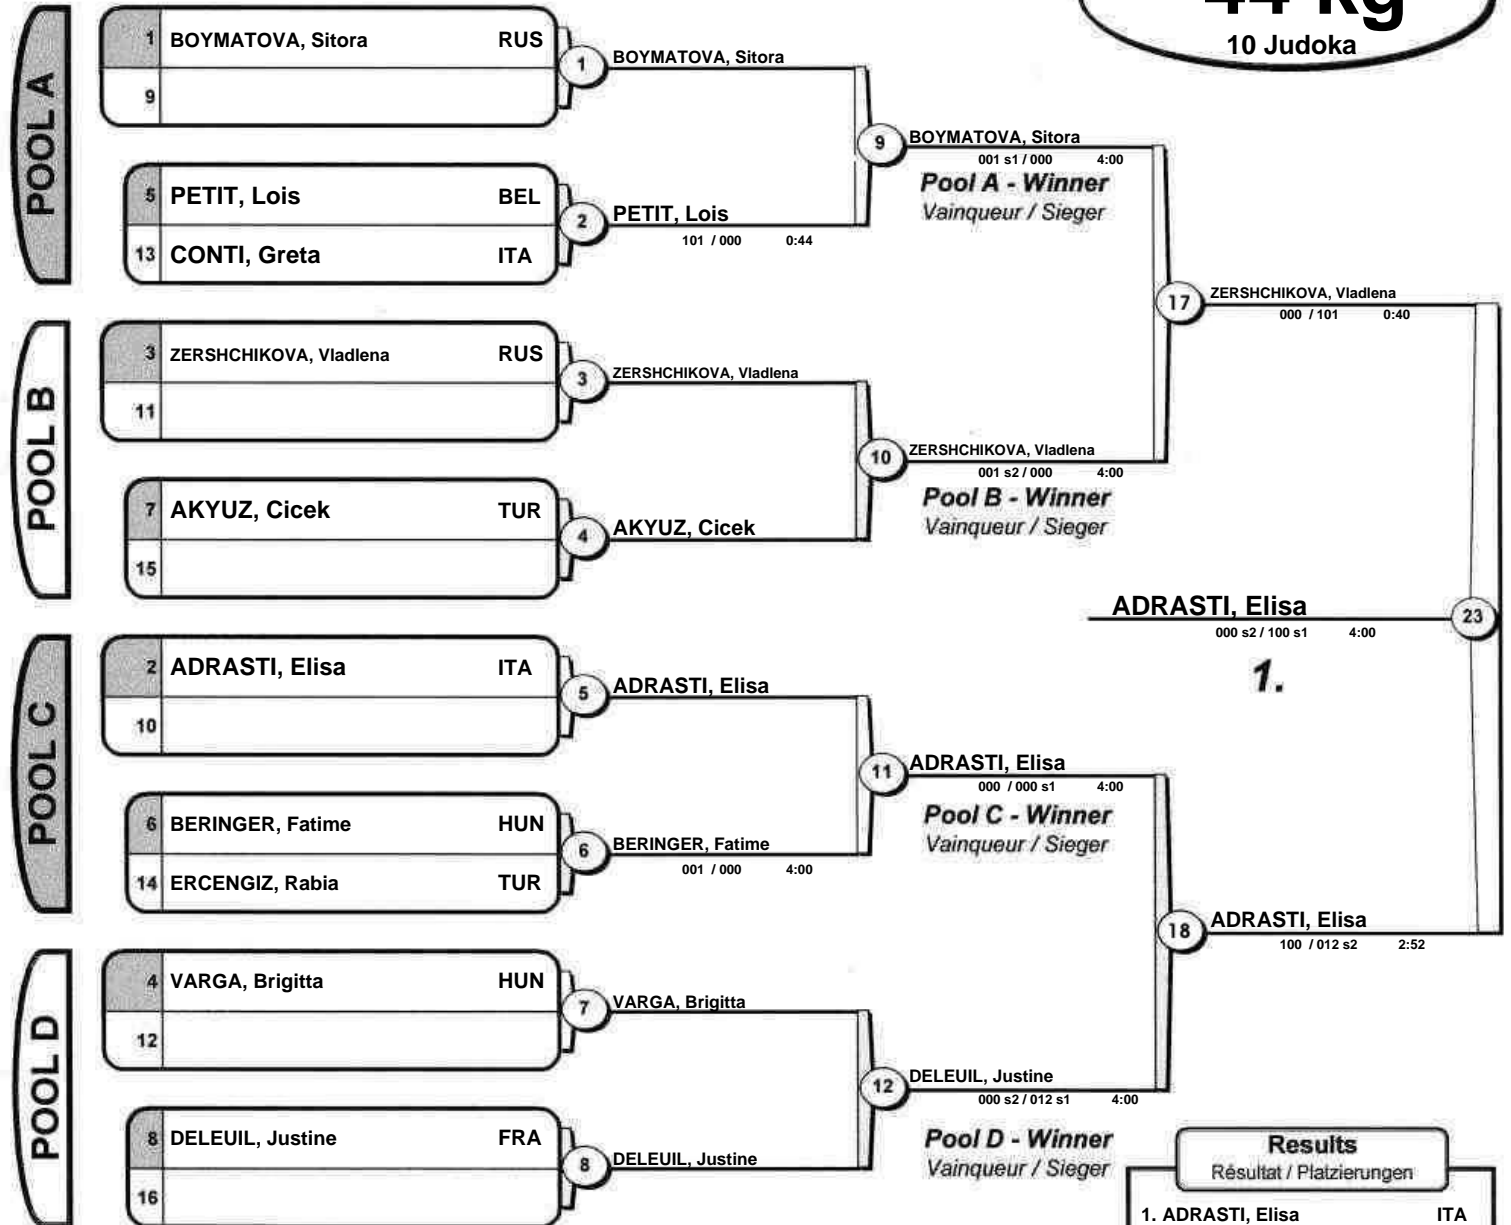 44 kg
10 Judoka
POOL A
1 BOYMATOVA, Sitora RUS
9
5 PETIT, Lois BEL
13 CONTI, Greta ITA
1 BOYMATOVA, Sitora
2 PETIT, Lois
101 / 000 0:44
9 BOYMATOVA, Sitora
001 s1 / 000 4:00
Pool A - Winner
Vainqueur / Sieger
POOL B
3 ZERSHCHIKOVA, Vladlena RUS
11
7 AKYUZ, Cicek TUR
15
3 ZERSHCHIKOVA, Vladlena
4 AKYUZ, Cicek
10 ZERSHCHIKOVA, Vladlena
001 s2 / 000 4:00
Pool B - Winner
Vainqueur / Sieger
17 ZERSHCHIKOVA, Vladlena
000 / 101 0:40
ADRASTI, Elisa 23
000 s2 / 100 s1 4:00
1.
POOL C
2 ADRASTI, Elisa ITA
10
6 BERINGER, Fatime HUN
14 ERCENGIZ, Rabia TUR
5 ADRASTI, Elisa
6 BERINGER, Fatime
001 / 000 4:00
11 ADRASTI, Elisa
000 / 000 s1 4:00
Pool C - Winner
Vainqueur / Sieger
18 ADRASTI, Elisa
100 / 012 s2 2:52
POOL D
4 VARGA, Brigitta HUN
12
8 DELEUIL, Justine FRA
16
7 VARGA, Brigitta
8 DELEUIL, Justine
12 DELEUIL, Justine
000 s2 / 012 s1 4:00
Pool D - Winner
Vainqueur / Sieger
Results
Résultat / Platzierungen
1. ADRASTI, Elisa ITA